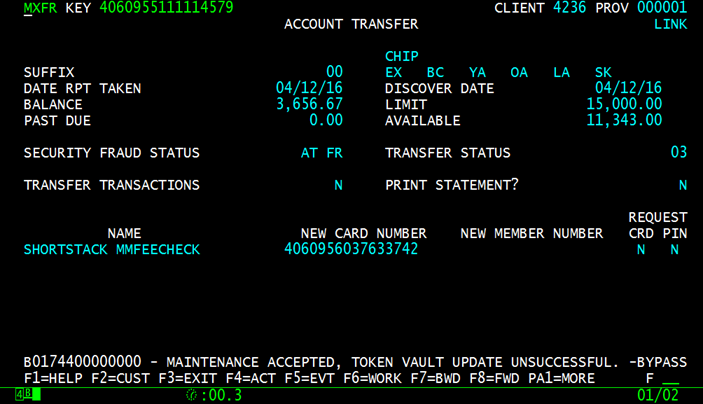 MXFR KEY 4060955111114579 CLIENT 4236 PROV 000001
ACCOUNT TRANSFER LINK
CHIP
SUFFIX 00 EX BC YA OA LA SK
DATE RPT TAKEN 04/12/16 DISCOVER DATE 04/12/16
BALANCE 3,656.67 LIMIT 15,000.00
PAST DUE 0.00 AVAILABLE 11,343.00
SECURITY FRAUD STATUS AT FR TRANSFER STATUS 03
TRANSFER TRANSACTIONS N PRINT STATEMENT? N
REQUEST
NAME NEW CARD NUMBER NEW MEMBER NUMBER CRD PIN
SHORTSTACK MMFEECHECK 4060956037633742 N N
B0174400000000 - MAINTENANCE ACCEPTED, TOKEN VAULT UPDATE UNSUCCESSFUL. -BYPASS
F1=HELP F2=CUST F3=EXIT F4=ACT F5=EVT F6=WORK F7=BWD F8=FWD PA1=MORE F __
4B :00.3 01/02